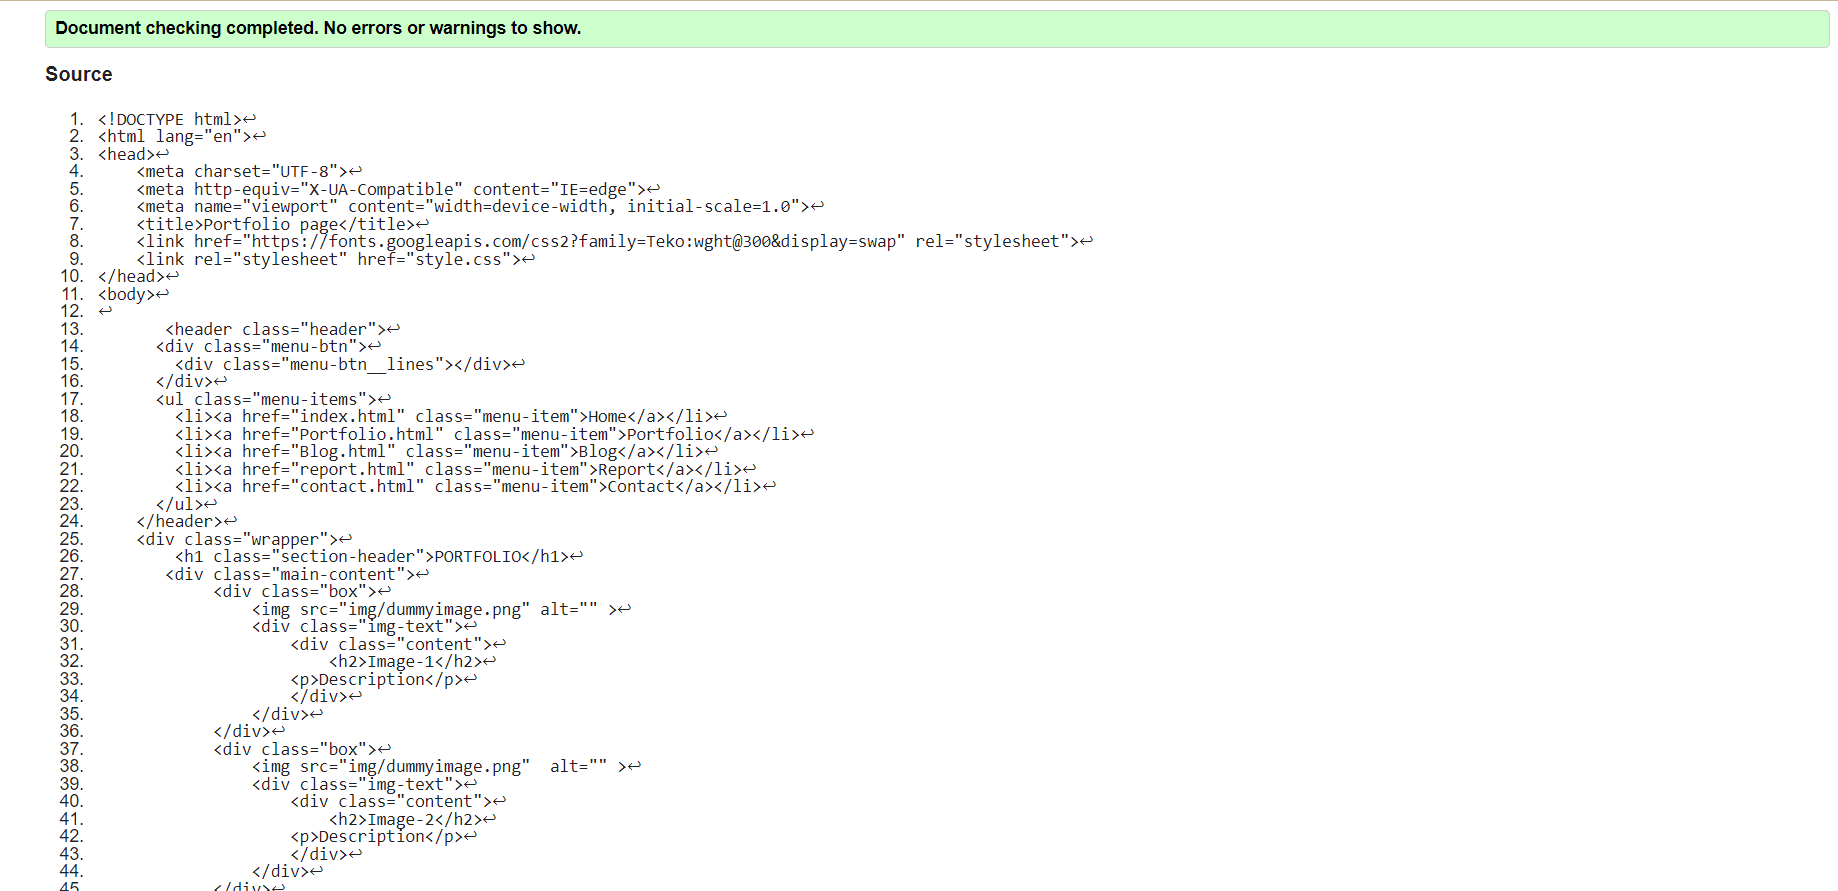 Document checking completed. No errors or warnings to show.
Source
1. <!DOCTYPE html>↩
2. <html lang="en">↩
3. <head>↩
4.     <meta charset="UTF-8">↩
5.     <meta http-equiv="X-UA-Compatible" content="IE=edge">↩
6.     <meta name="viewport" content="width=device-width, initial-scale=1.0">↩
7.     <title>Portfolio page</title>↩
8.     <link href="https://fonts.googleapis.com/css2?family=Teko:wght@300&display=swap" rel="stylesheet">↩
9.     <link rel="stylesheet" href="style.css">↩
10. </head>↩
11. <body>↩
12. ↩
13.        <header class="header">↩
14.       <div class="menu-btn">↩
15.         <div class="menu-btn__lines"></div>↩
16.       </div>↩
17.       <ul class="menu-items">↩
18.         <li><a href="index.html" class="menu-item">Home</a></li>↩
19.         <li><a href="Portfolio.html" class="menu-item">Portfolio</a></li>↩
20.         <li><a href="Blog.html" class="menu-item">Blog</a></li>↩
21.         <li><a href="report.html" class="menu-item">Report</a></li>↩
22.         <li><a href="contact.html" class="menu-item">Contact</a></li>↩
23.       </ul>↩
24.     </header>↩
25.     <div class="wrapper">↩
26.         <h1 class="section-header">PORTFOLIO</h1>↩
27.        <div class="main-content">↩
28.             <div class="box">↩
29.                 <img src="img/dummyimage.png" alt="" >↩
30.                 <div class="img-text">↩
31.                     <div class="content">↩
32.                         <h2>Image-1</h2>↩
33.                     <p>Description</p>↩
34.                     </div>↩
35.                 </div>↩
36.             </div>↩
37.             <div class="box">↩
38.                 <img src="img/dummyimage.png"  alt="" >↩
39.                 <div class="img-text">↩
40.                     <div class="content">↩
41.                         <h2>Image-2</h2>↩
42.                     <p>Description</p>↩
43.                     </div>↩
44.                 </div>↩
45.             </div>↩